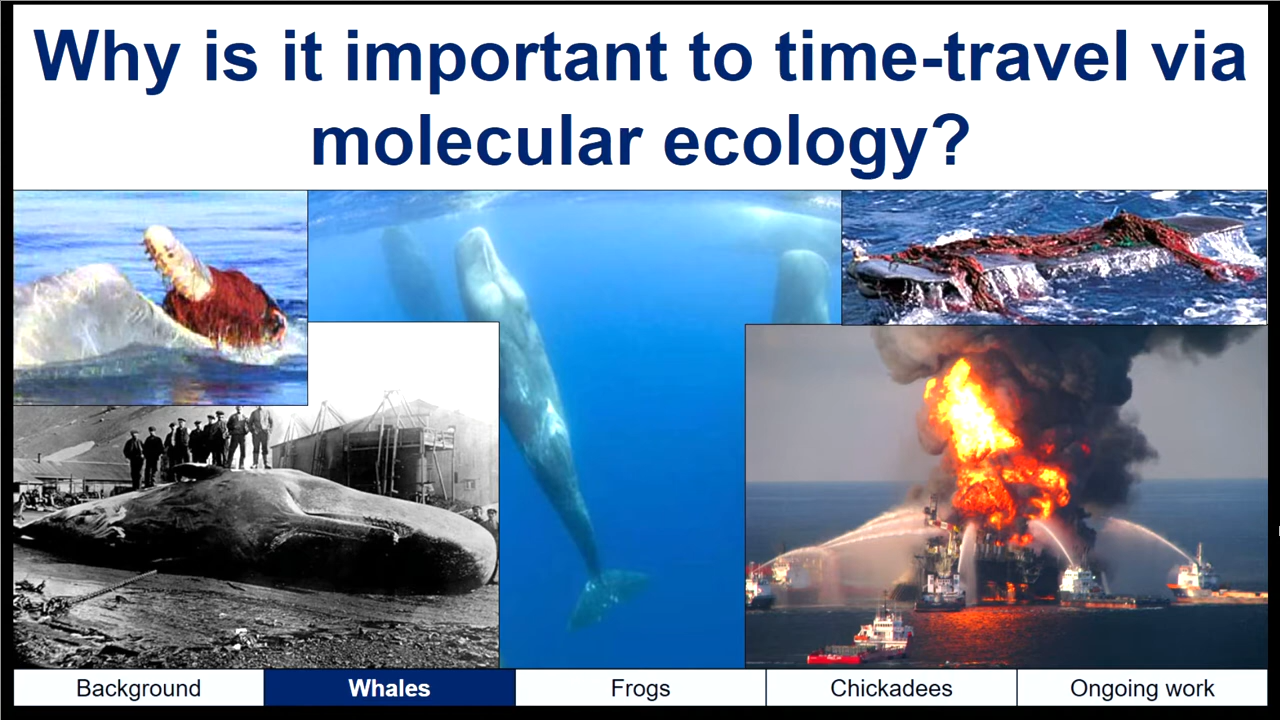 Why is it important to time-travel via
molecular ecology?
Background
Whales
Frogs
Chickadees
Ongoing work